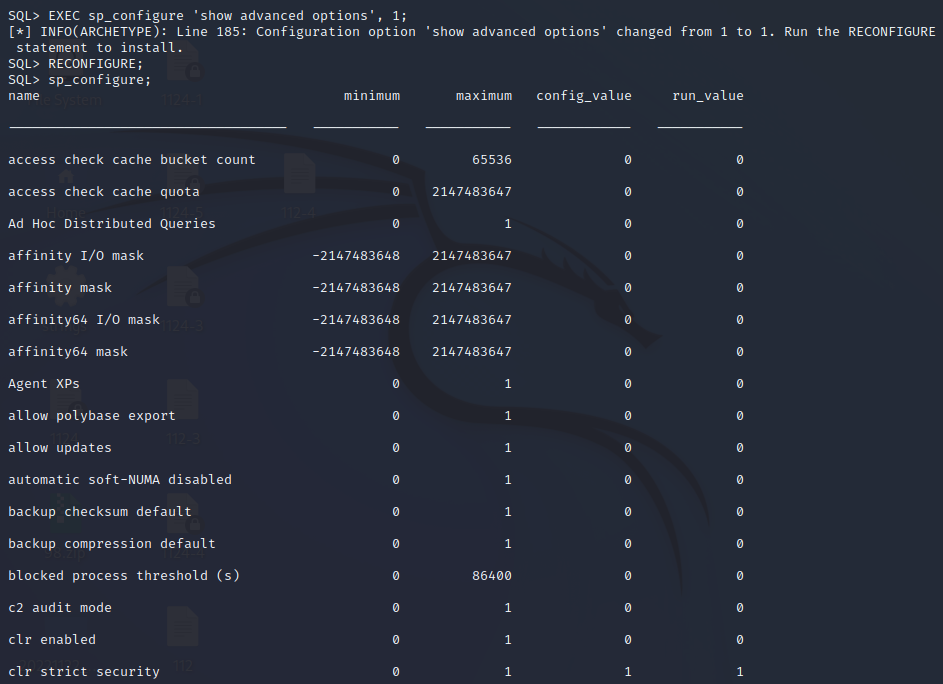 SQL> EXEC sp_configure 'show advanced options', 1;
[*] INFO(ARCHETYPE): Line 185: Configuration option 'show advanced options' changed from 1 to 1. Run the RECONFIGURE
statement to install.
SQL> RECONFIGURE;
SQL> sp_configure;
name minimum maximum config_value run_value
access check cache bucket count 0 65536 0 0
access check cache quota 0 2147483647 0 0
Ad Hoc Distributed Queries 0 1 0 0
affinity I/O mask -2147483648 2147483647 0 0
affinity mask -2147483648 2147483647 0 0
affinity64 I/O mask -2147483648 2147483647 0 0
affinity64 mask -2147483648 2147483647 0 0
Agent XPs 0 1 0 0
allow polybase export 0 1 0 0
allow updates 0 1 0 0
automatic soft-NUMA disabled 0 1 0 0
backup checksum default 0 1 0 0
backup compression default 0 1 0 0
blocked process threshold (s) 0 86400 0 0
c2 audit mode 0 1 0 0
clr enabled 0 1 0 0
clr strict security 0 1 1 1